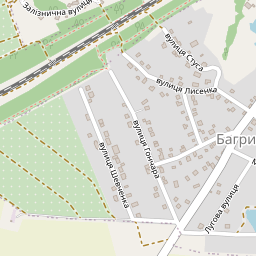 Залізнична вулиця
вулиця Стуса
вулиця Лисенка
вулиця Гончара
вулиця Шевченка
Багри
Лугова вулиця